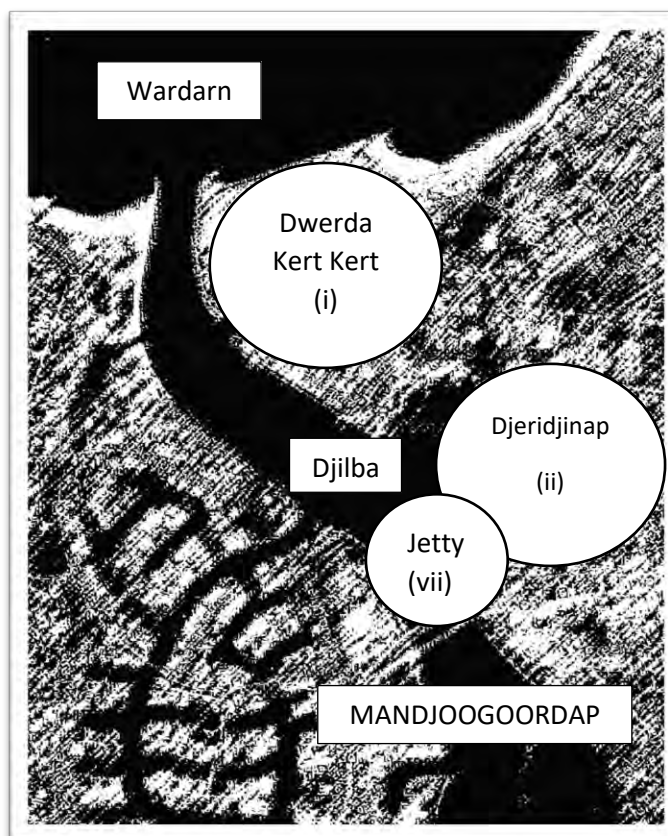 Wardarn
Dwerda
Kert Kert
(i)
Djeridjinap
(ii)
Djilba
Jetty
(vii)
MANDJOOGOORDAP